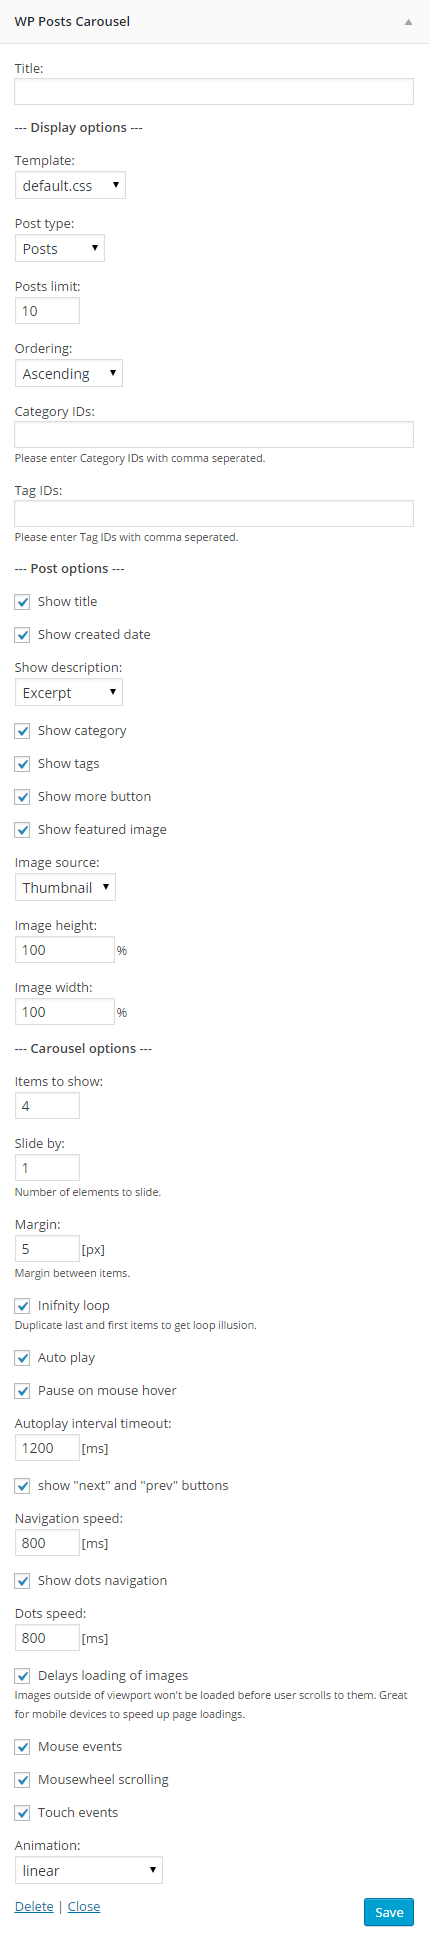 WP Posts Carousel
Title:
--- Display options ---
Template:
default.css
Post type:
Posts
Posts limit:
10
Ordering:
Ascending
Category IDs:
Please enter Category IDs with comma seperated.
Tag IDs:
Please enter Tag IDs with comma seperated.
--- Post options ---
Show title
Show created date
Show description:
Excerpt
Show category
Show tags
Show more button
Show featured image
Image source:
Thumbnail
Image height:
100 %
Image width:
100 %
--- Carousel options ---
Items to show:
4
Slide by:
1
Number of elements to slide.
Margin:
5 [px]
Margin between items.
Inifnity loop
Duplicate last and first items to get loop illusion.
Auto play
Pause on mouse hover
Autoplay interval timeout:
1200 [ms]
show "next" and "prev" buttons
Navigation speed:
800 [ms]
Show dots navigation
Dots speed:
800 [ms]
Delays loading of images
Images outside of viewport won't be loaded before user scrolls to them. Great
for mobile devices to speed up page loadings.
Mouse events
Mousewheel scrolling
Touch events
Animation:
linear
Delete | Close Save